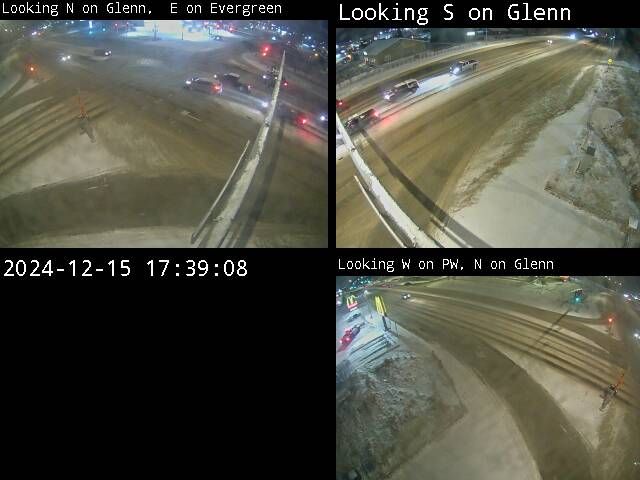 Looking N on Glenn,  E on Evergreen
Looking S on Glenn
2024-12-15 17:39:08
Looking W on PW, N on Glenn